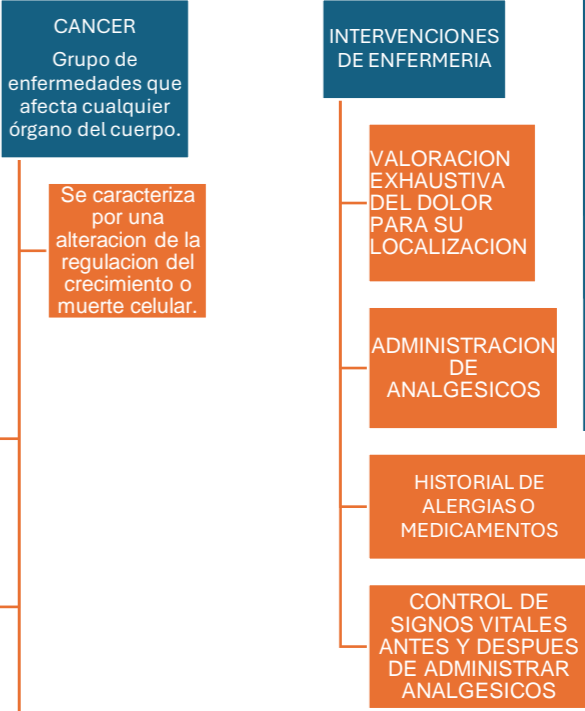 CANCER
Grupo de
enfermedades que
afecta cualquier
órgano del cuerpo.
Se caracteriza
por una
alteracion de la
regulacion del
crecimiento o
muerte celular.
INTERVENCIONES
DE ENFERMERIA
VALORACION
EXHAUSTIVA
DEL DOLOR
PARA SU
LOCALIZACION
ADMINISTRACION
DE
ANALGESICOS
HISTORIAL DE
ALERGIAS O
MEDICAMENTOS
CONTROL DE
SIGNOS VITALES
ANTES Y DESPUES
DE ADMINISTRAR
ANALGESICOS